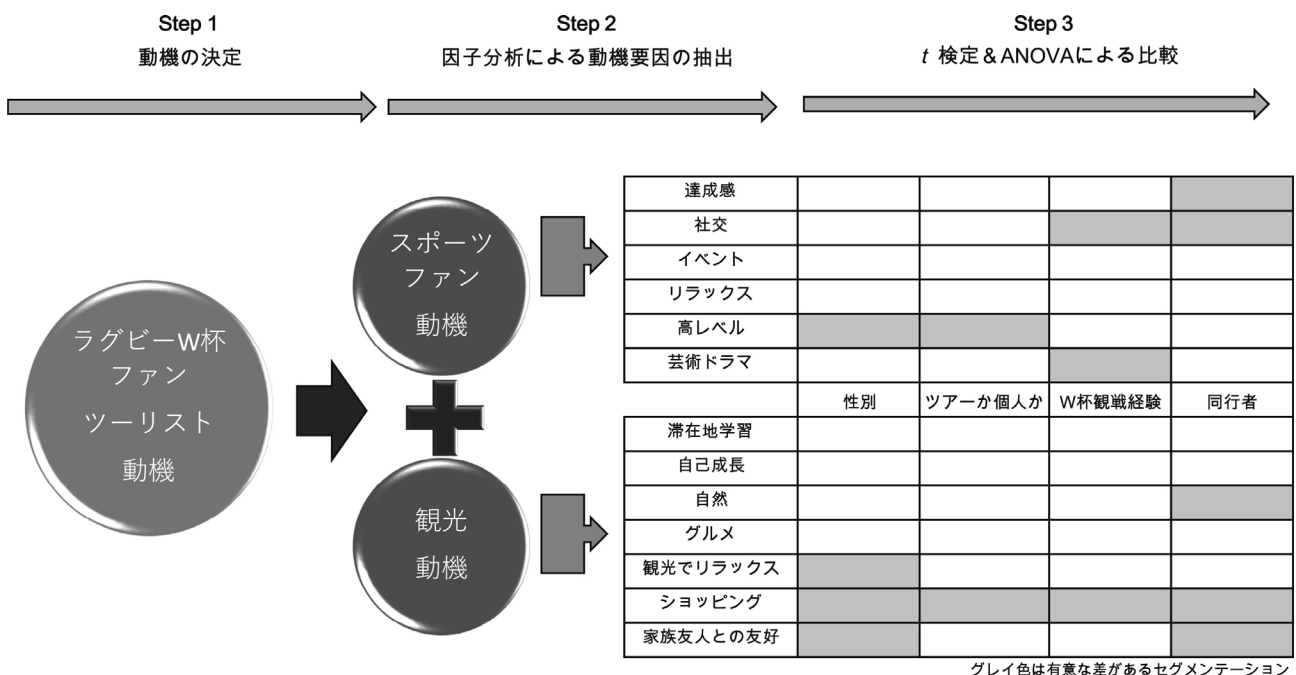 Step 1
動機の決定
Step 2
因子分析による動機要因の抽出
Step 3
t 検定&ANOVAによる比較
ラグビーW杯
ファン
ツーリスト
動機
スポーツ
ファン
動機
観光
動機
達成感
社交
イベント
リラックス
高レベル
芸術ドラマ
性別 ツアーか個人か W杯観戦経験 同行者
滞在地学習
自己成長
自然
グルメ
観光でリラックス
ショッピング
家族友人との友好
グレイ色は有意な差があるセグメンテーション